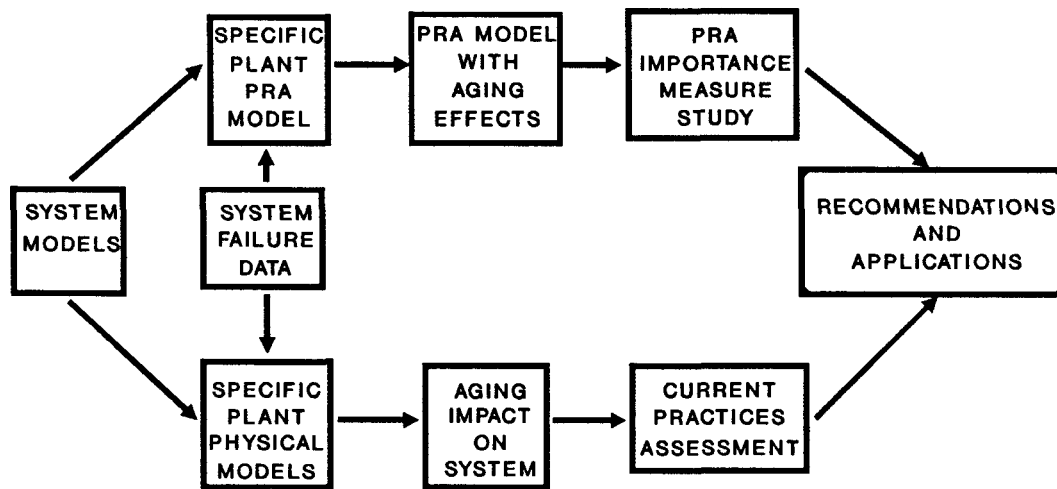 SPECIFIC
PLANT
PRA
MODEL
PRA MODEL
WITH
AGING
EFFECTS
PRA
IMPORTANCE
MEASURE
STUDY
SYSTEM
MODELS
SYSTEM
FAILURE
DATA
RECOMMENDATIONS
AND
APPLICATIONS
SPECIFIC
PLANT
PHYSICAL
MODELS
AGING
IMPACT
ON
SYSTEM
CURRENT
PRACTICES
ASSESSMENT